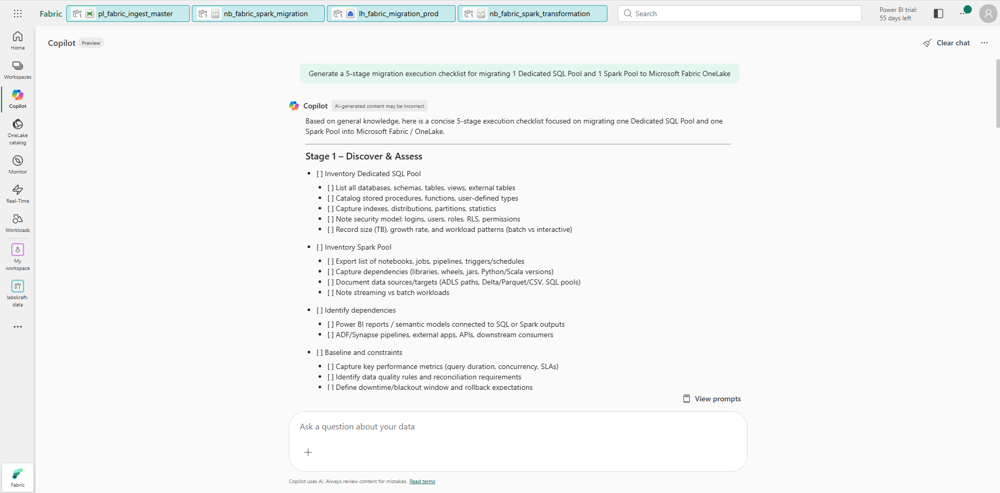 Fabric
pl_fabric_ingest_master
nb_fabric_spark_migration
lh_fabric_migration_prod
nb_fabric_spark_transformation
Search
Power BI trial:
55 days left
Home
Workspaces
Copilot
OneLake
catalog
Monitor
Real-Time
Workloads
My
workspace
labskraft-
data
Fabric
Copilot Preview
Clear chat
Generate a 5-stage migration execution checklist for migrating 1 Dedicated SQL Pool and 1 Spark Pool to Microsoft Fabric OneLake
Copilot AI-generated content may be incorrect
Based on general knowledge, here is a concise 5-stage execution checklist focused on migrating one Dedicated SQL Pool and one
Spark Pool into Microsoft Fabric / OneLake.
Stage 1 – Discover & Assess
• [ ] Inventory Dedicated SQL Pool
• [ ] List all databases, schemas, tables, views, external tables
• [ ] Catalog stored procedures, functions, user-defined types
• [ ] Capture indexes, distributions, partitions, statistics
• [ ] Note security model: logins, users, roles, RLS, permissions
• [ ] Record size (TB), growth rate, and workload patterns (batch vs interactive)
• [ ] Inventory Spark Pool
• [ ] Export list of notebooks, jobs, pipelines, triggers/schedules
• [ ] Capture dependencies (libraries, wheels, jars, Python/Scala versions)
• [ ] Document data sources/targets (ADLS paths, Delta/Parquet/CSV, SQL pools)
• [ ] Note streaming vs batch workloads
• [ ] Identify dependencies
• [ ] Power BI reports / semantic models connected to SQL or Spark outputs
• [ ] ADF/Synapse pipelines, external apps, APIs, downstream consumers
• [ ] Baseline and constraints
• [ ] Capture key performance metrics (query duration, concurrency, SLAs)
• [ ] Identify data quality rules and reconciliation requirements
• [ ] Define downtime/blackout window and rollback expectations
View prompts
Ask a question about your data
Copilot uses AI. Always review content for mistakes. Read terms